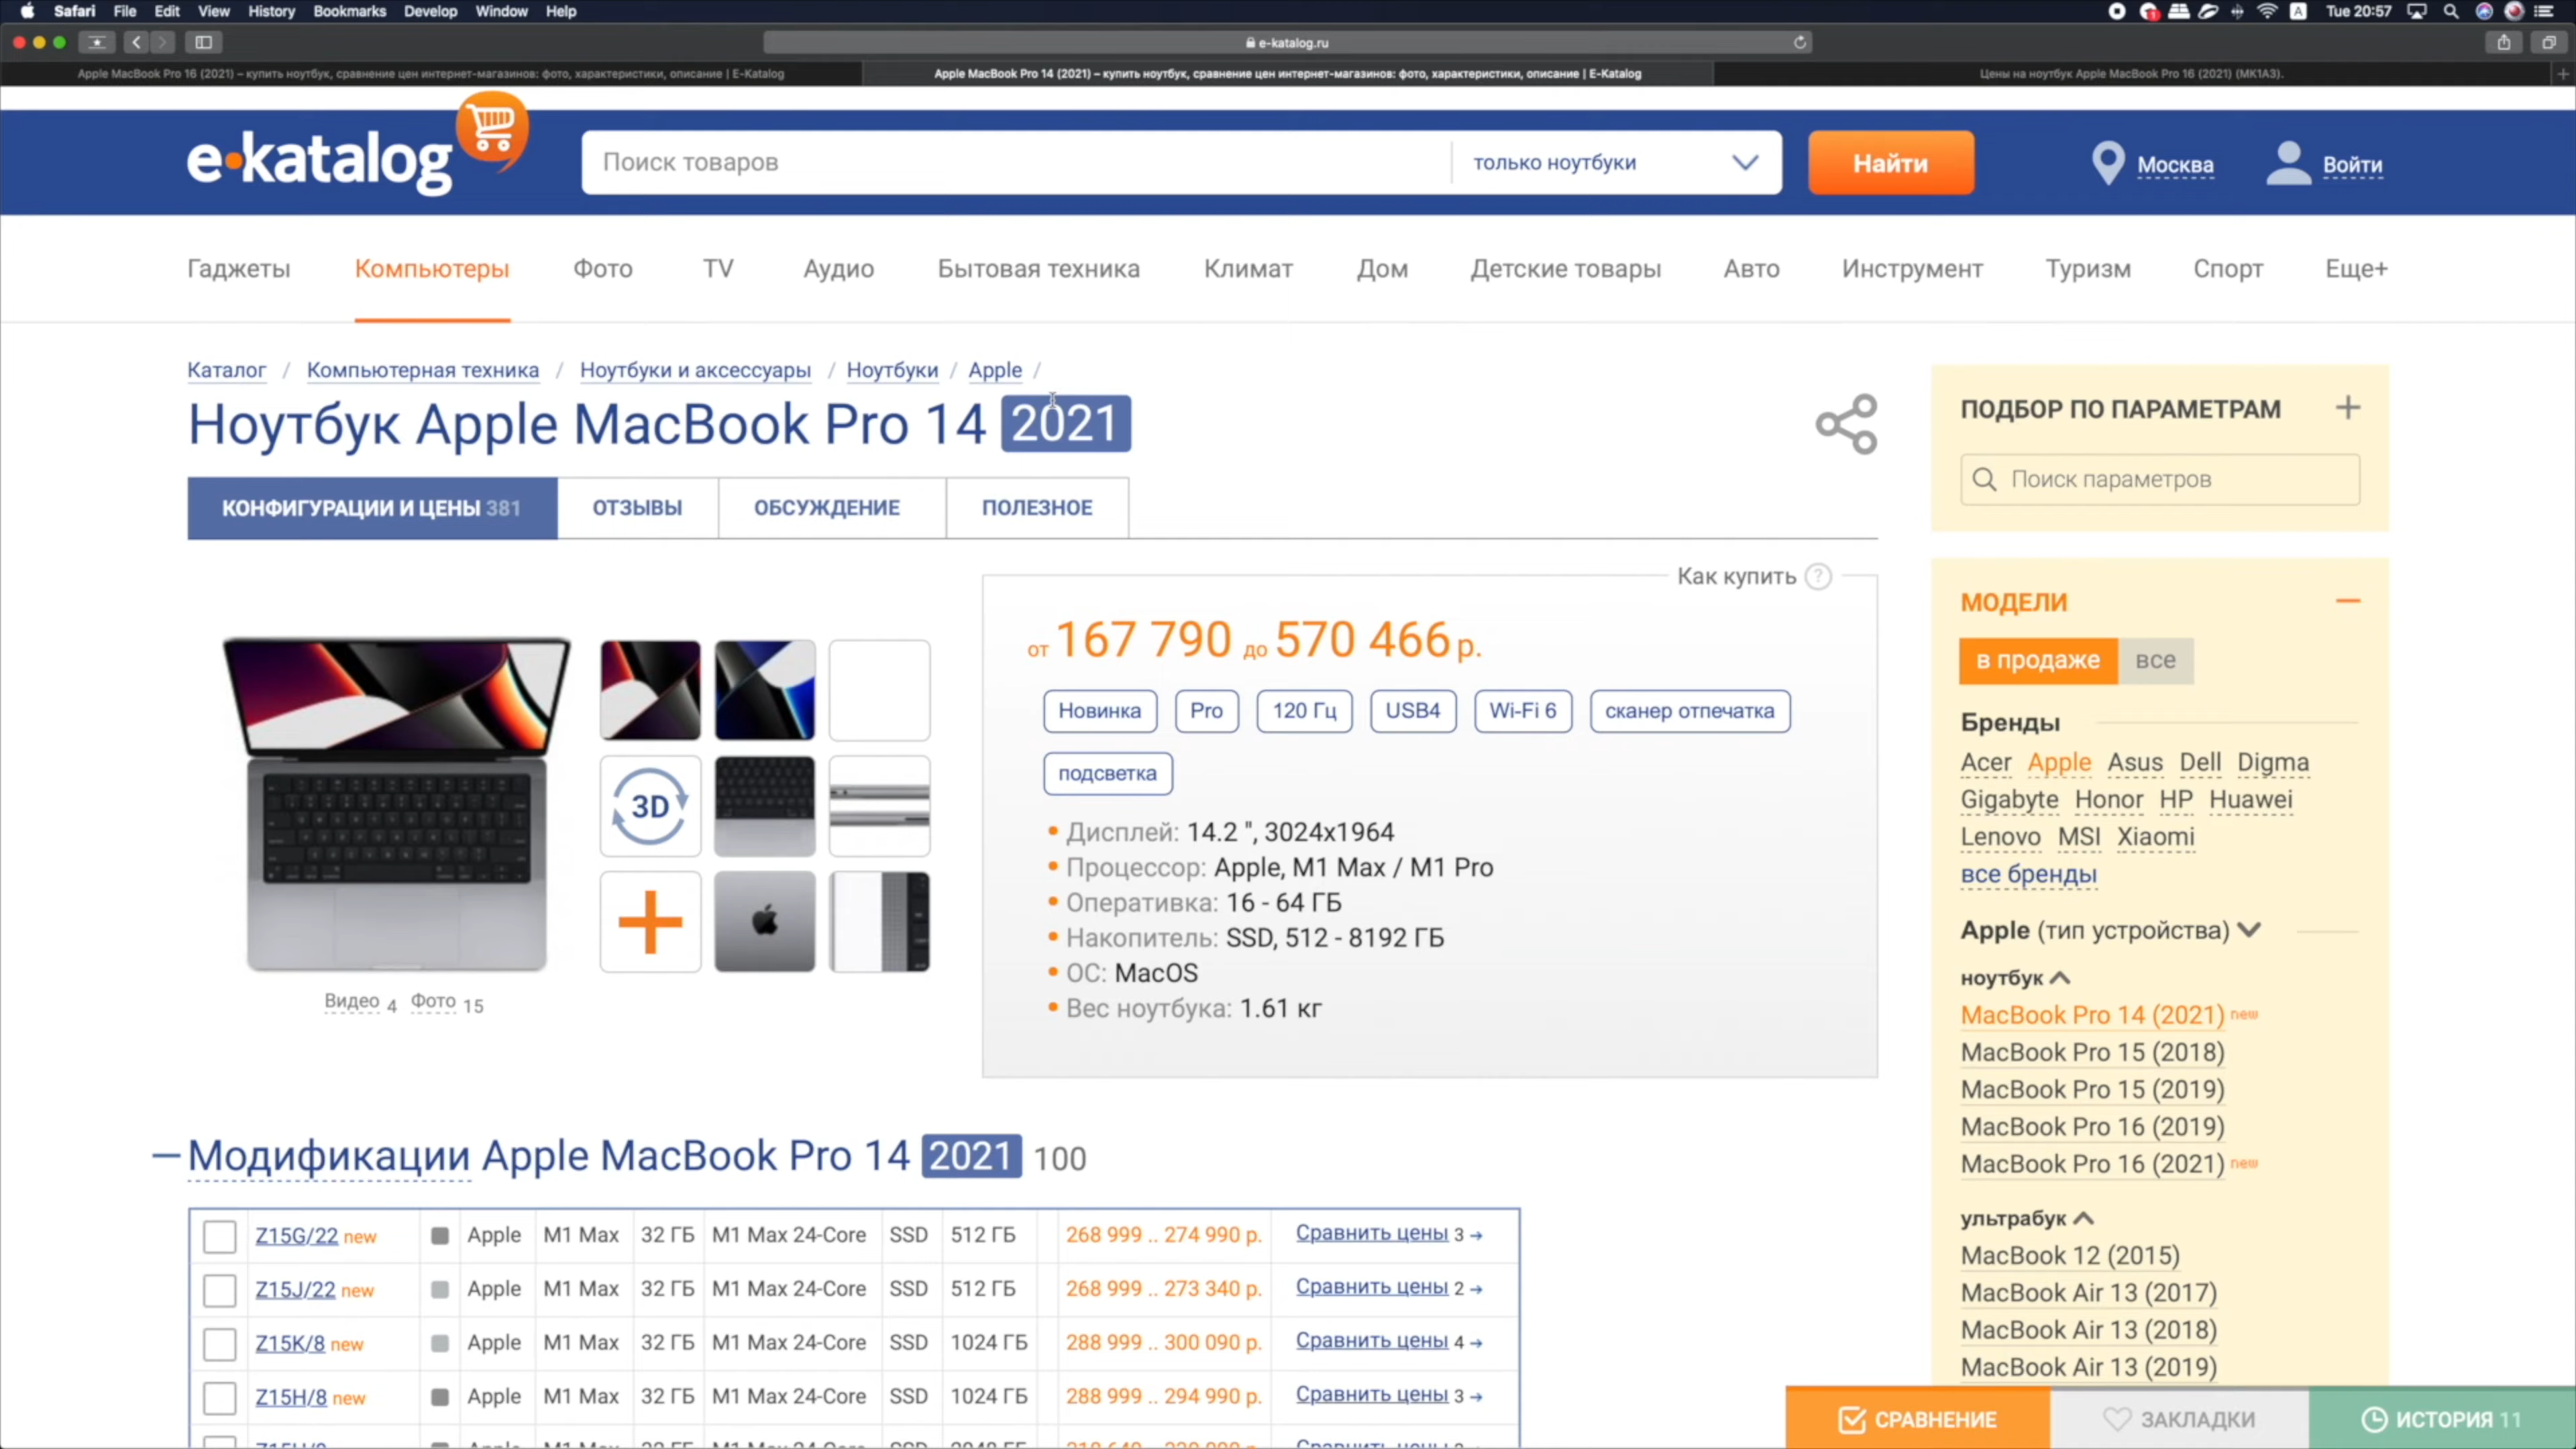 Safari File Edit View History Bookmarks Develop Window Help
Tue 20:57
e-katalog.ru
Apple MacBook Pro 16 (2021) – купить ноутбук, сравнение цен интернет-магазинов: фото, характеристики, описание | E-Katalog
Apple MacBook Pro 14 (2021) – купить ноутбук, сравнение цен интернет-магазинов: фото, характеристики, описание | E-Katalog
Цены на ноутбук Apple MacBook Pro 16 (2021) (MK1A3).
e•katalog
Поиск товаров
только ноутбуки
Найти
Москва
Войти
Гаджеты Компьютеры Фото TV Аудио Бытовая техника Климат Дом Детские товары Авто Инструмент Туризм Спорт Еще+
Каталог / Компьютерная техника / Ноутбуки и аксессуары / Ноутбуки / Apple /
Ноутбук Apple MacBook Pro 14 2021
КОНФИГУРАЦИИ И ЦЕНЫ 381 ОТЗЫВЫ ОБСУЖДЕНИЕ ПОЛЕЗНОЕ
3D
Видео 4 Фото 15
Как купить ?
от 167 790 до 570 466 р.
Новинка Pro 120 Гц USB4 Wi-Fi 6 сканер отпечатка
подсветка
• Дисплей: 14.2 ", 3024x1964
• Процессор: Apple, M1 Max / M1 Pro
• Оперативка: 16 - 64 ГБ
• Накопитель: SSD, 512 - 8192 ГБ
• ОС: MacOS
• Вес ноутбука: 1.61 кг
Модификации Apple MacBook Pro 14 2021 100
Z15G/22 new Apple M1 Max 32 ГБ M1 Max 24-Core SSD 512 ГБ 268 999 .. 274 990 р. Сравнить цены 3 →
Z15J/22 new Apple M1 Max 32 ГБ M1 Max 24-Core SSD 512 ГБ 268 999 .. 273 340 р. Сравнить цены 2 →
Z15K/8 new Apple M1 Max 32 ГБ M1 Max 24-Core SSD 1024 ГБ 288 999 .. 300 090 р. Сравнить цены 4 →
Z15H/8 new Apple M1 Max 32 ГБ M1 Max 24-Core SSD 1024 ГБ 288 999 .. 294 990 р. Сравнить цены 3 →
ПОДБОР ПО ПАРАМЕТРАМ +
Поиск параметров
МОДЕЛИ
в продаже все
Бренды
Acer Apple Asus Dell Digma
Gigabyte Honor HP Huawei
Lenovo MSI Xiaomi
все бренды
Apple (тип устройства)
ноутбук
MacBook Pro 14 (2021) new
MacBook Pro 15 (2018)
MacBook Pro 15 (2019)
MacBook Pro 16 (2019)
MacBook Pro 16 (2021) new
ультрабук
MacBook 12 (2015)
MacBook Air 13 (2017)
MacBook Air 13 (2018)
MacBook Air 13 (2019)
СРАВНЕНИЕ ЗАКЛАДКИ ИСТОРИЯ 11